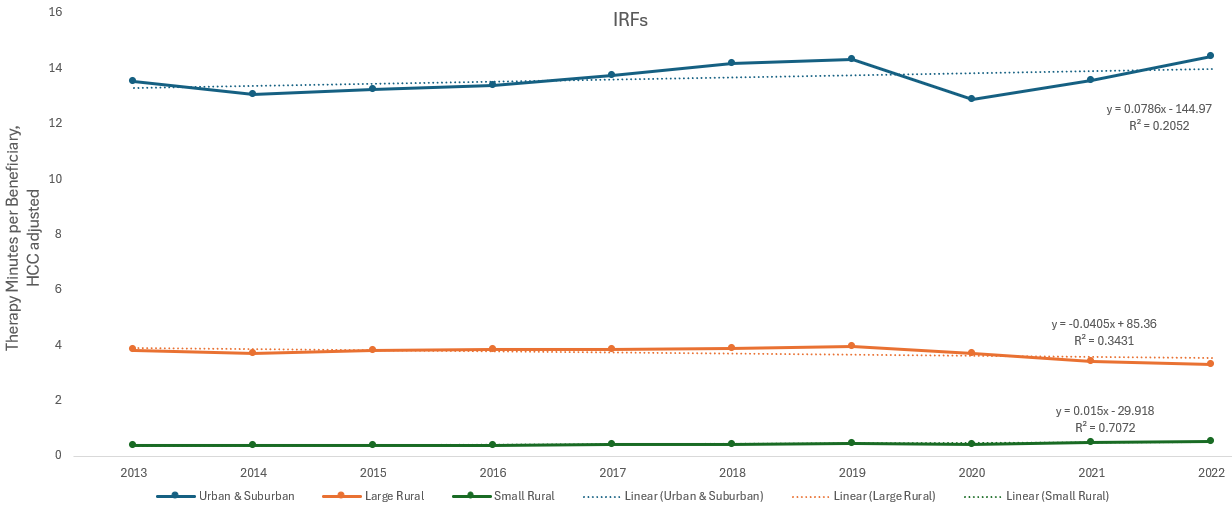 IRFs
Therapy Minutes per Beneficiary,
HCC adjusted
16
14
12
10
8
6
4
2
0
y = 0.0786x - 144.97
R² = 0.2052
y = -0.0405x + 85.36
R² = 0.3431
y = 0.015x - 29.918
R² = 0.7072
2013 2014 2015 2016 2017 2018 2019 2020 2021 2022
Urban & Suburban Large Rural Small Rural Linear (Urban & Suburban) Linear (Large Rural) Linear (Small Rural)